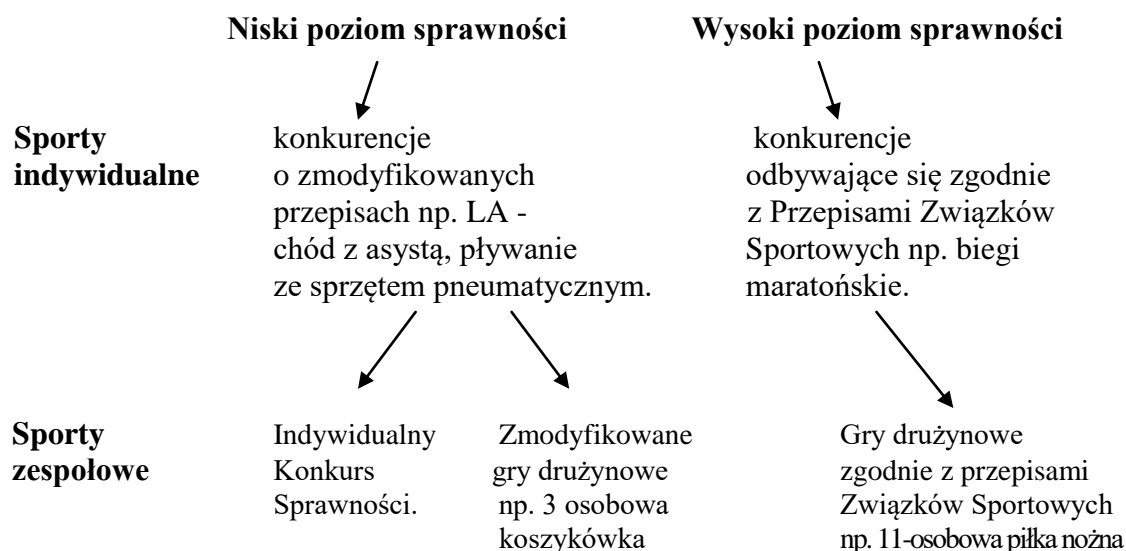 Niski poziom sprawności
Wysoki poziom sprawności
Sporty
indywidualne
konkurencje
o zmodyfikowanych
przepisach np. LA -
chód z asystą, pływanie
ze sprzętem pneumatycznym.
konkurencje
odbywające się zgodnie
z Przepisami Związków
Sportowych np. biegi
maratońskie.
Sporty
zespołowe
Indywidualny
Konkurs
Sprawności.
Zmodyfikowane
gry drużynowe
np. 3 osobowa
koszykówka
Gry drużynowe
zgodnie z przepisami
Związków Sportowych
np. 11-osobowa piłka nożna